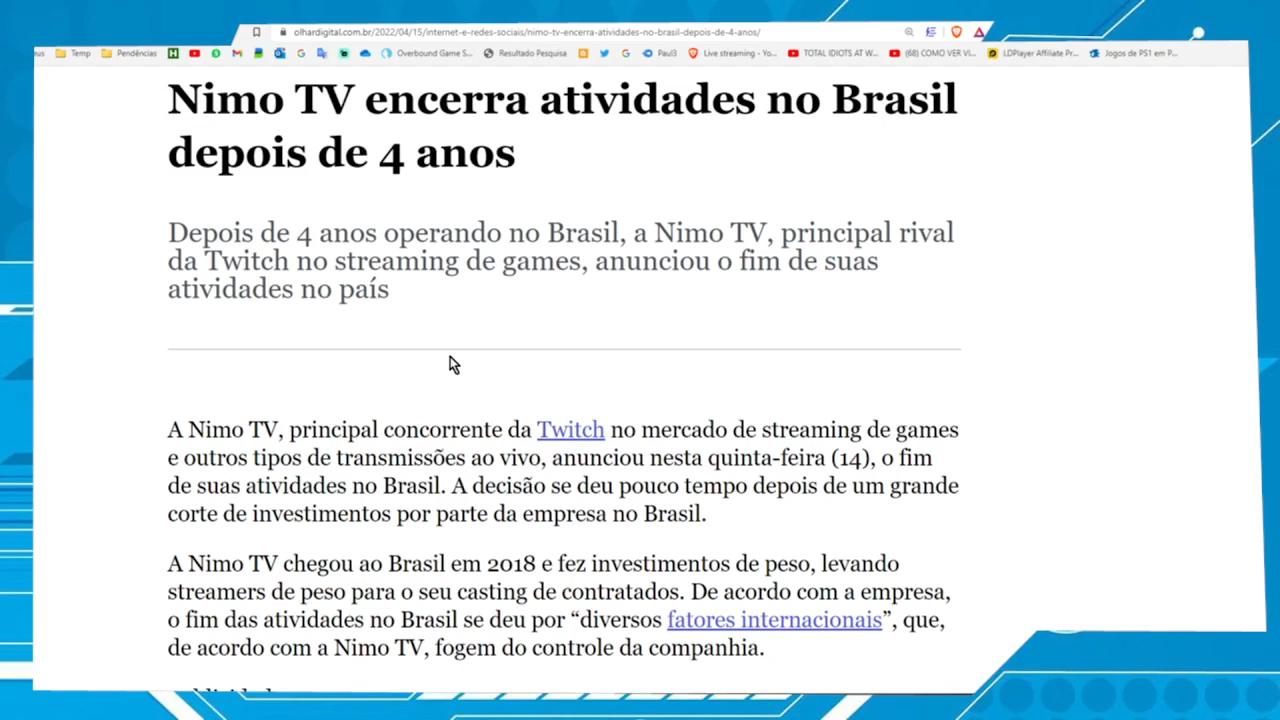 olhardigital.com.br/2022/04/15/internet-e-redes-sociais/nimo-tv-encerra-atividades-no-brasil-depois-de-4-anos/
Temp Pendências Overbound Game S... Resultado Pesquisa Paul3 Live streaming - Yo... TOTAL IDIOTS AT W... (68) COMO VER VI... LDPlayer Affiliate Pr... Jogos de PS1 em P...
Nimo TV encerra atividades no Brasil
depois de 4 anos
Depois de 4 anos operando no Brasil, a Nimo TV, principal rival
da Twitch no streaming de games, anunciou o fim de suas
atividades no país
A Nimo TV, principal concorrente da Twitch no mercado de streaming de games
e outros tipos de transmissões ao vivo, anunciou nesta quinta-feira (14), o fim
de suas atividades no Brasil. A decisão se deu pouco tempo depois de um grande
corte de investimentos por parte da empresa no Brasil.
A Nimo TV chegou ao Brasil em 2018 e fez investimentos de peso, levando
streamers de peso para o seu casting de contratados. De acordo com a empresa,
o fim das atividades no Brasil se deu por “diversos fatores internacionais”, que,
de acordo com a Nimo TV, fogem do controle da companhia.